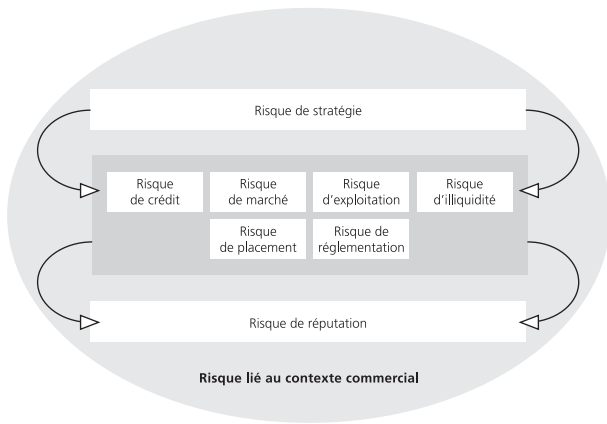 Risque de stratégie
Risque
de crédit
Risque
de marché
Risque
d'exploitation
Risque
d'illiquidité
Risque
de placement
Risque de
réglementation
Risque de réputation
Risque lié au contexte commercial